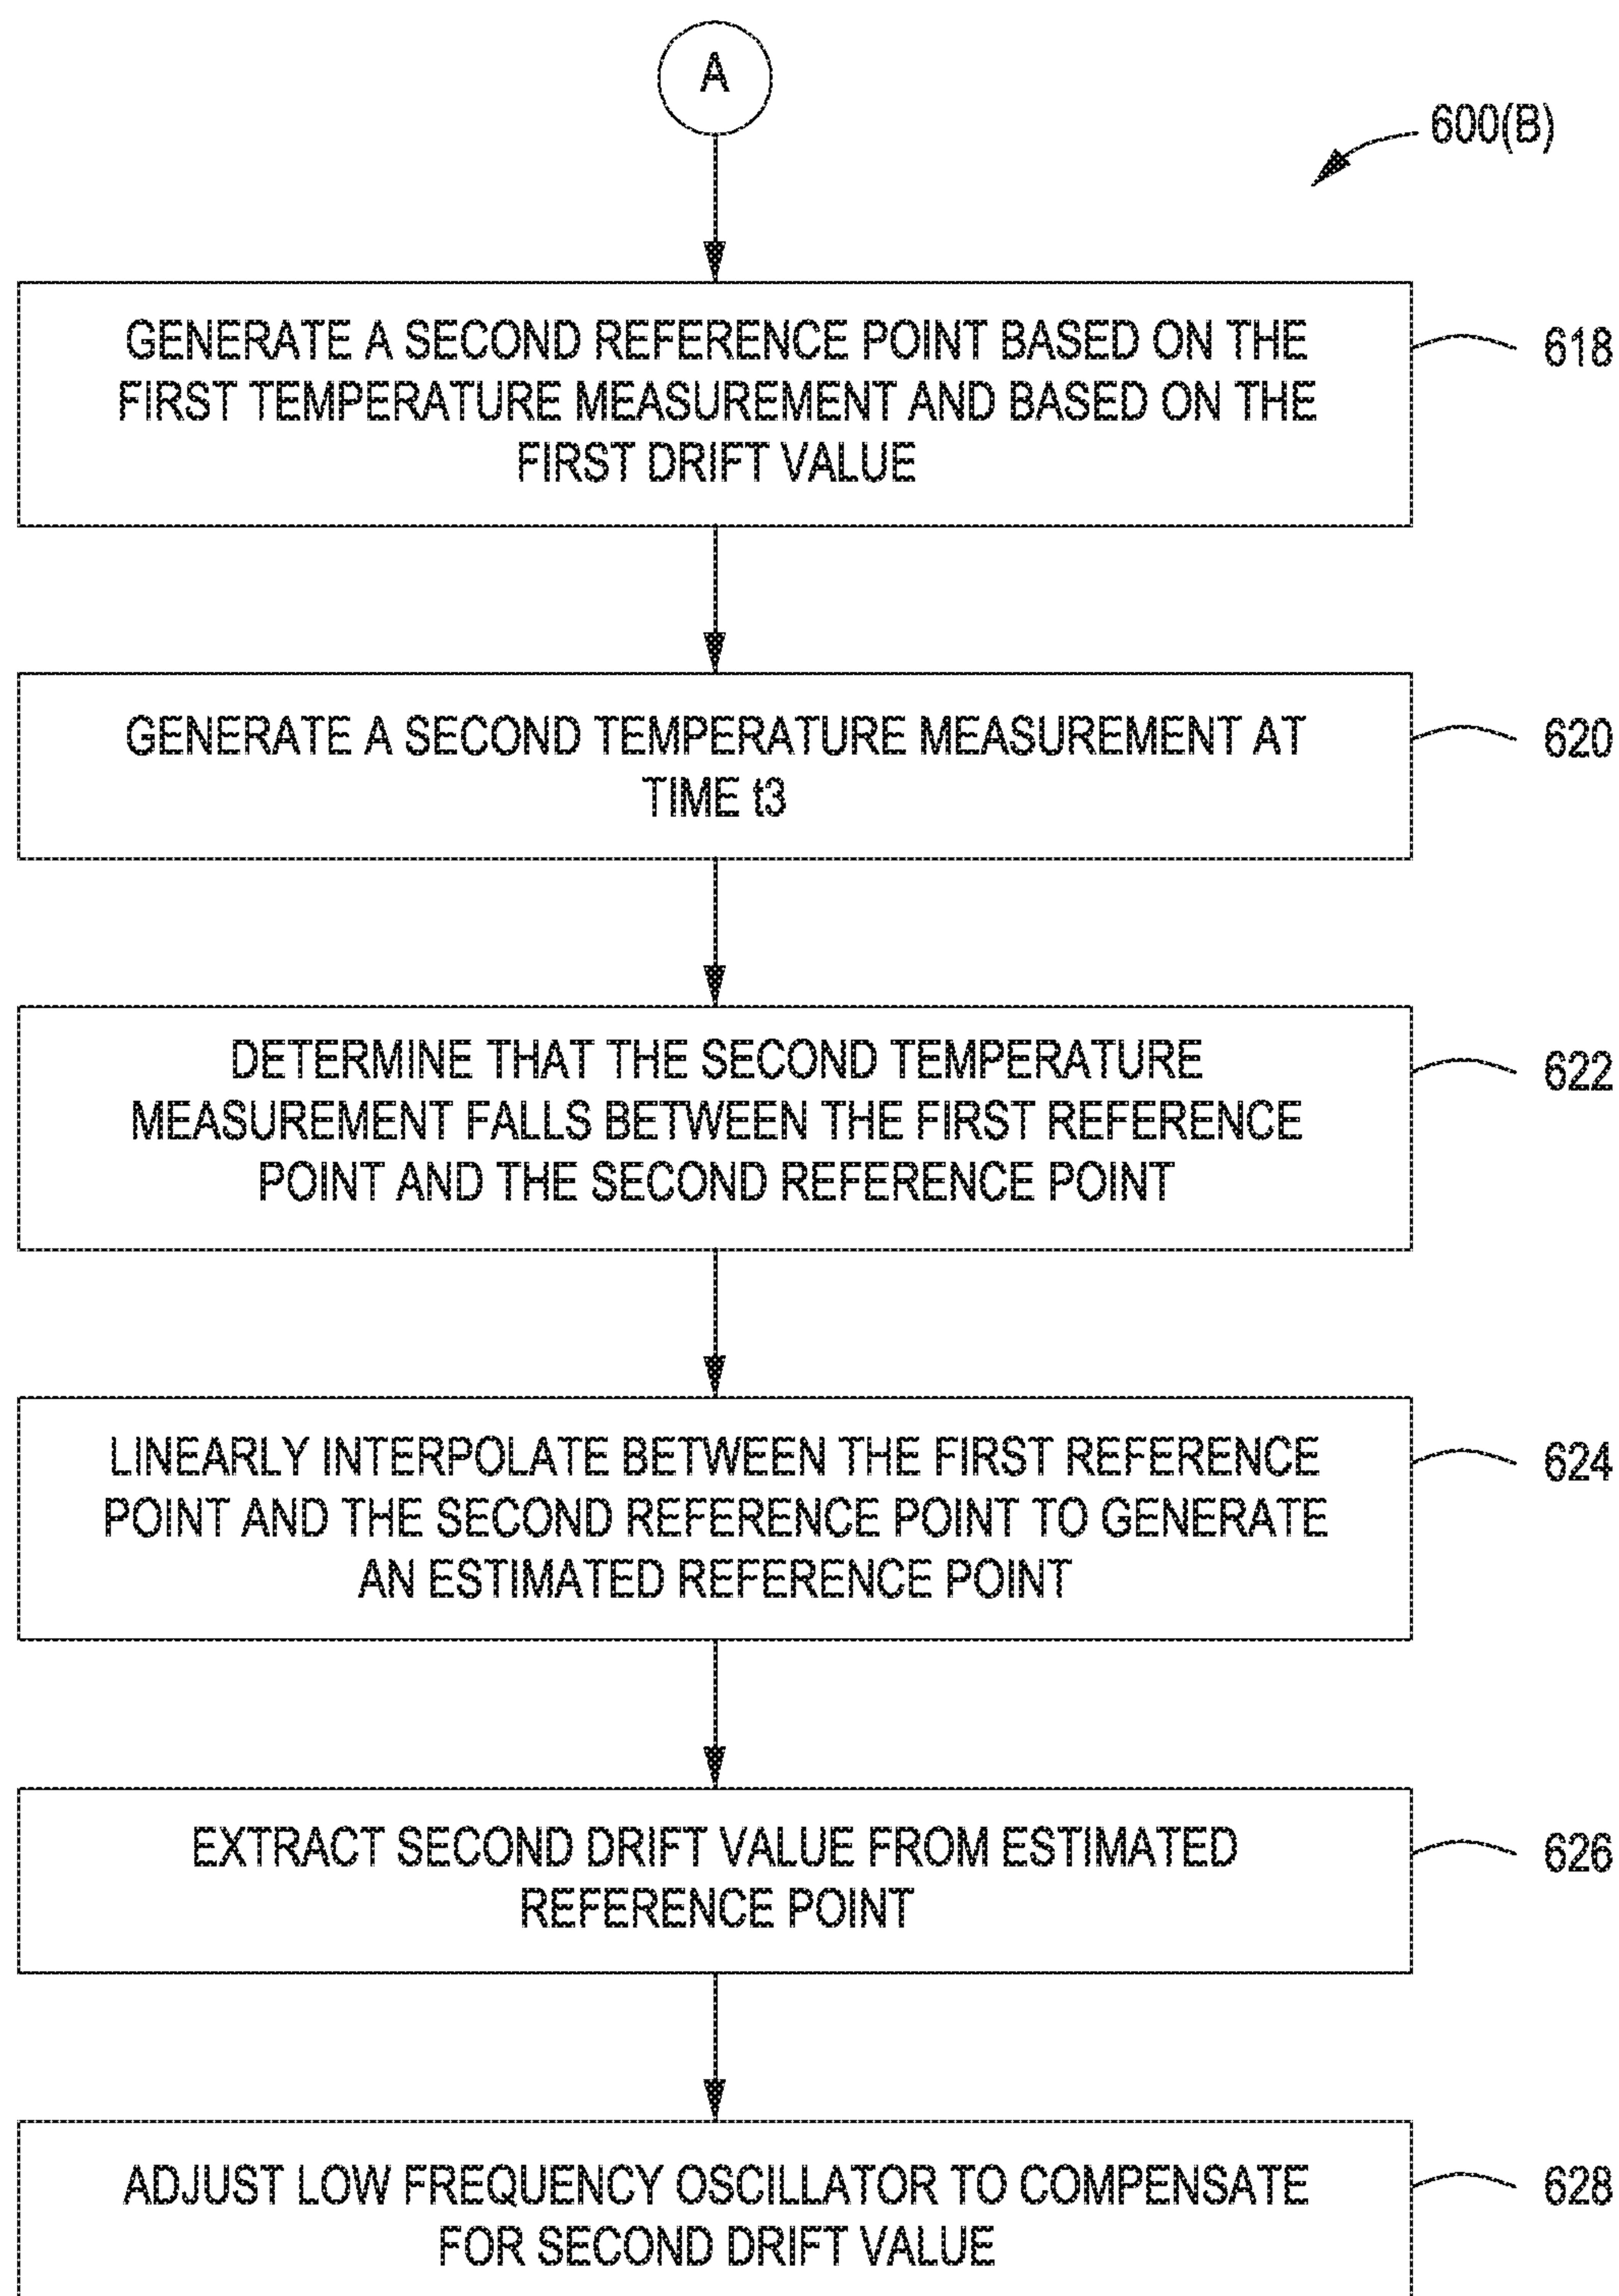 A
600(B)
GENERATE A SECOND REFERENCE POINT BASED ON THE
FIRST TEMPERATURE MEASUREMENT AND BASED ON THE
FIRST DRIFT VALUE
618
GENERATE A SECOND TEMPERATURE MEASUREMENT AT
TIME t3
620
DETERMINE THAT THE SECOND TEMPERATURE
MEASUREMENT FALLS BETWEEN THE FIRST REFERENCE
POINT AND THE SECOND REFERENCE POINT
622
LINEARLY INTERPOLATE BETWEEN THE FIRST REFERENCE
POINT AND THE SECOND REFERENCE POINT TO GENERATE
AN ESTIMATED REFERENCE POINT
624
EXTRACT SECOND DRIFT VALUE FROM ESTIMATED
REFERENCE POINT
626
ADJUST LOW FREQUENCY OSCILLATOR TO COMPENSATE
FOR SECOND DRIFT VALUE
628